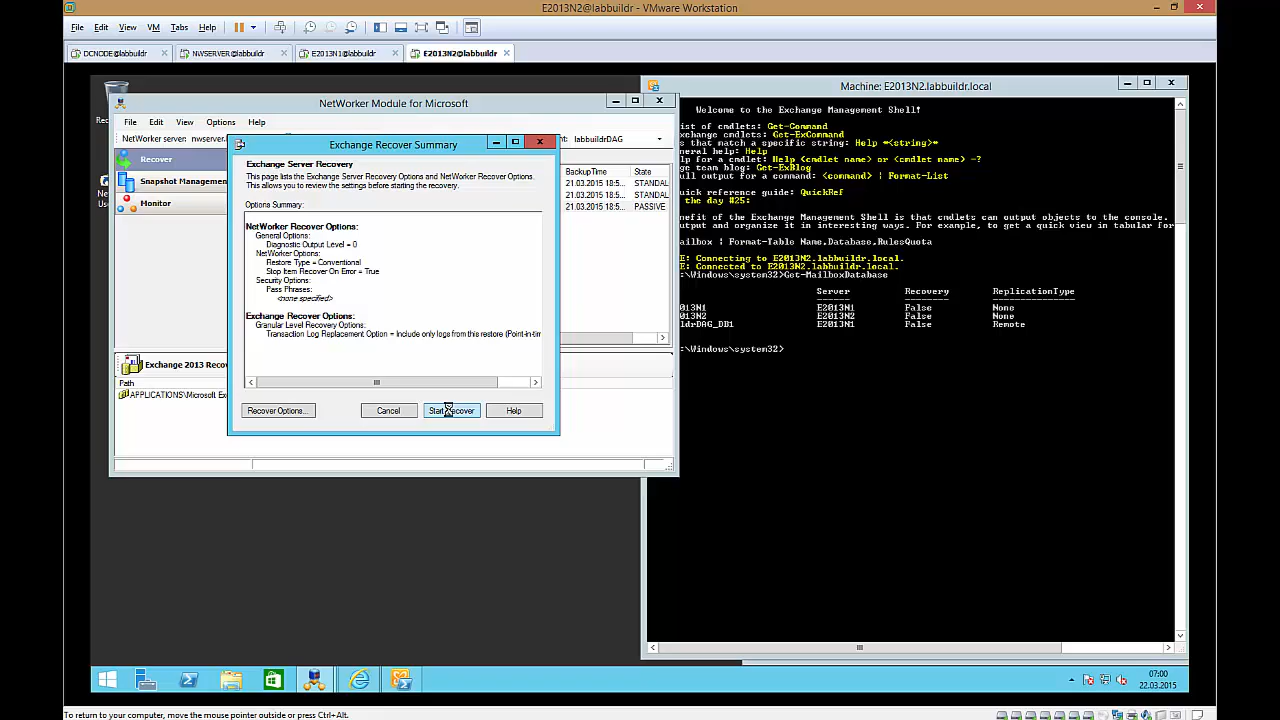 E2013N2@labbuildr - VMware Workstation
File Edit View VM Tabs Help
DCNODE@labbuildr NWSERVER@labbuildr E2013N1@labbuildr E2013N2@labbuildr
NetWorker Module for Microsoft
File Edit View Options Help
NetWorker server: nwserver. labbuildrDAG
Recover
Snapshot Managemen
Monitor
BackupTime State
21.03.2015 18:5... STANDAL
21.03.2015 18:5... STANDAL
21.03.2015 18:5... PASSIVE
Exchange 2013 Recov
Path
APPLICATIONS\Microsoft Ex
Exchange Recover Summary
Exchange Server Recovery
This page lists the Exchange Server Recovery Options and NetWorker Recover Options.
This allows you to review the settings before starting the recovery.
Options Summary:
NetWorker Recover Options:
General Options:
Diagnostic Output Level = 0
NetWorker Options:
Restore Type = Conventional
Stop Item Recover On Error = True
Security Options:
Pass Phrases:
<none specified>
Exchange Recover Options:
Granular Level Recovery Options:
Transaction Log Replacement Option = Include only logs from this restore (Point-in-tim
Recover Options... Cancel Start Recover Help
Machine: E2013N2.labbuildr.local
Welcome to the Exchange Management Shell!
ist of cmdlets: Get-Command
xchange cmdlets: Get-ExCommand
s that match a specific string: Help *<string>*
eneral help: Help
elp for a cmdlet: Help <cmdlet name> or <cmdlet name> -?
ge team blog: Get-ExBlog
ull output for a command: <command> | Format-List
uick reference guide: QuickRef
the day #25:
enefit of the Exchange Management Shell is that cmdlets can output objects to the console.
utput and organize it in interesting ways. For example, to get a quick view in tabular for
ailbox | Format-Table Name,Database,RulesQuota
E: Connecting to E2013N2.labbuildr.local.
E: Connected to E2013N2.labbuildr.local.
:\Windows\system32>Get-MailboxDatabase
Server Recovery ReplicationType
013N1 E2013N1 False None
013N2 E2013N2 False None
ldrDAG_DB1 E2013N1 False Remote
:\Windows\system32>
07:00
22.03.2015
To return to your computer, move the mouse pointer outside or press Ctrl+Alt.